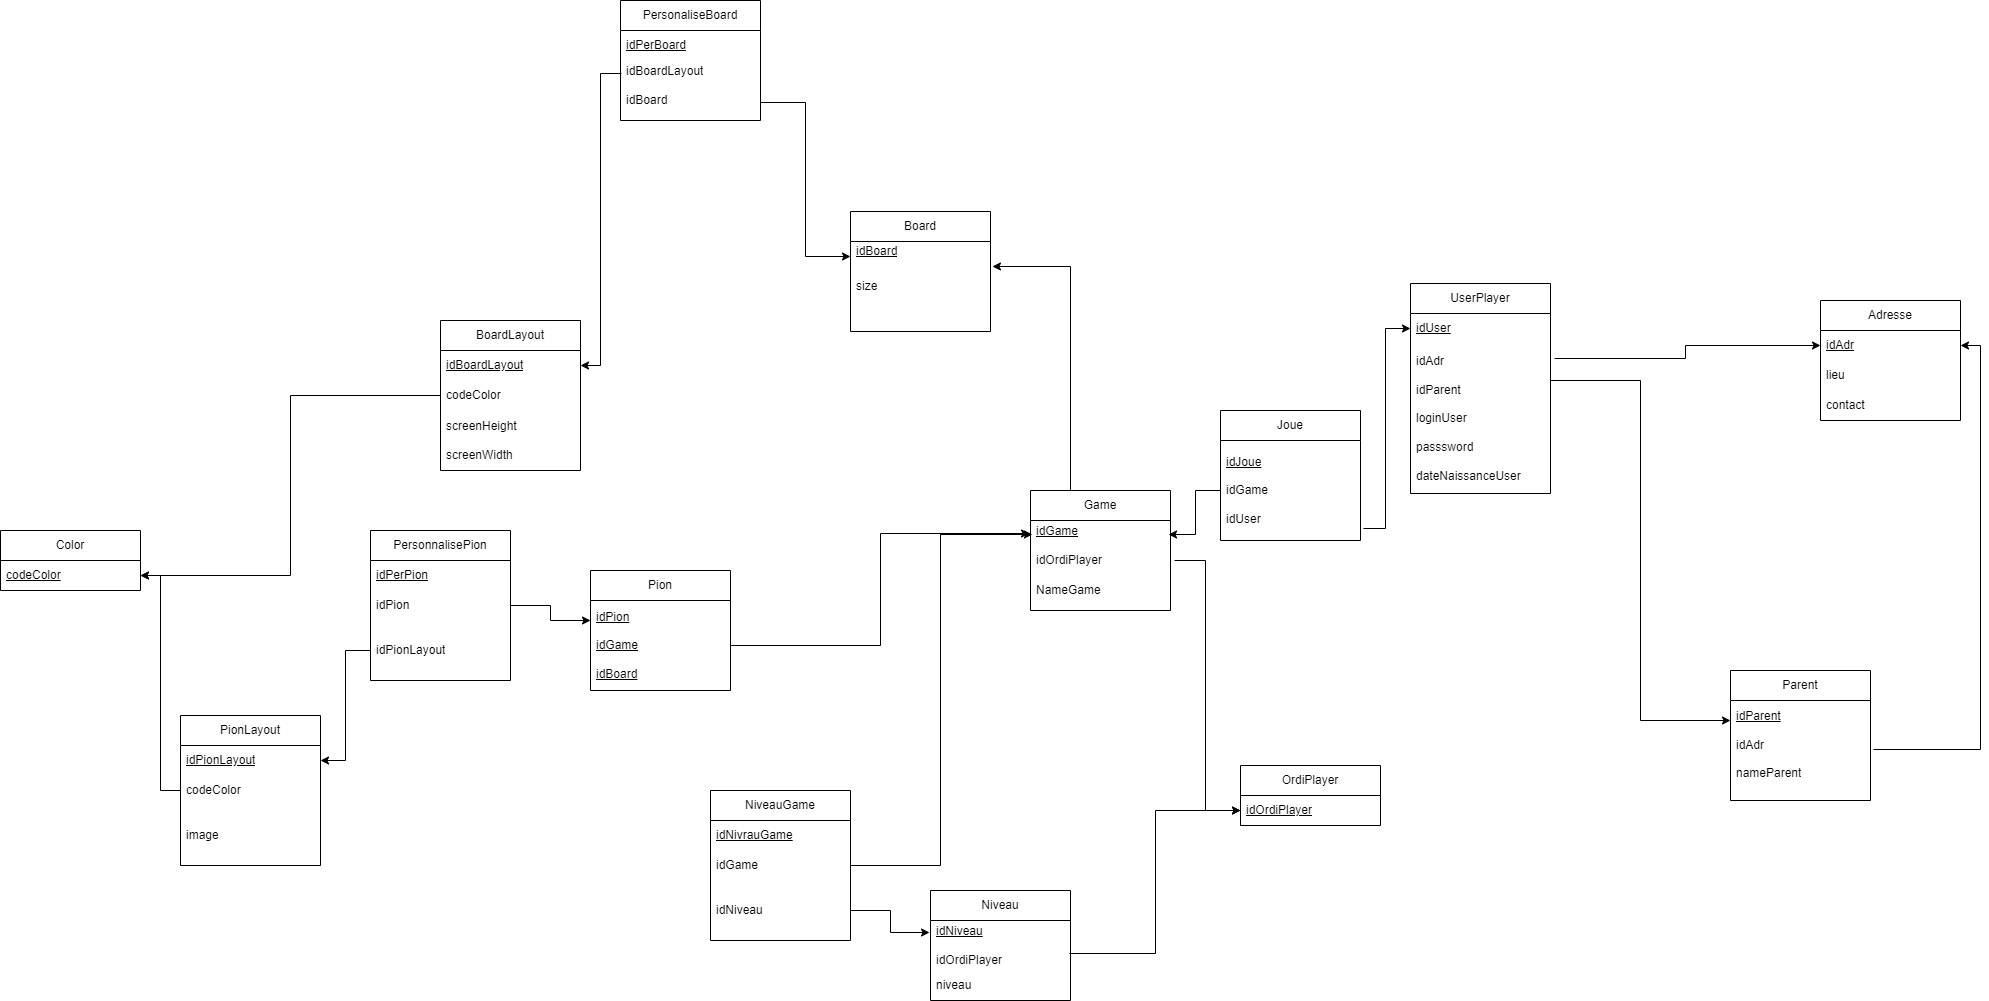 PersonaliseBoard
idPerBoard
idBoardLayout
idBoard
Board
idBoard
size
BoardLayout
idBoardLayout
codeColor
screenHeight
screenWidth
UserPlayer
idUser
idAdr
idParent
loginUser
passsword
dateNaissanceUser
Adresse
idAdr
lieu
contact
Joue
idJoue
idGame
idUser
Game
idGame
idOrdiPlayer
NameGame
Color
codeColor
PersonnalisePion
idPerPion
idPion
idPionLayout
Pion
idPion
idGame
idBoard
PionLayout
idPionLayout
codeColor
image
Parent
idParent
idAdr
nameParent
OrdiPlayer
idOrdiPlayer
NiveauGame
idNivrauGame
idGame
idNiveau
Niveau
idNiveau
idOrdiPlayer
niveau